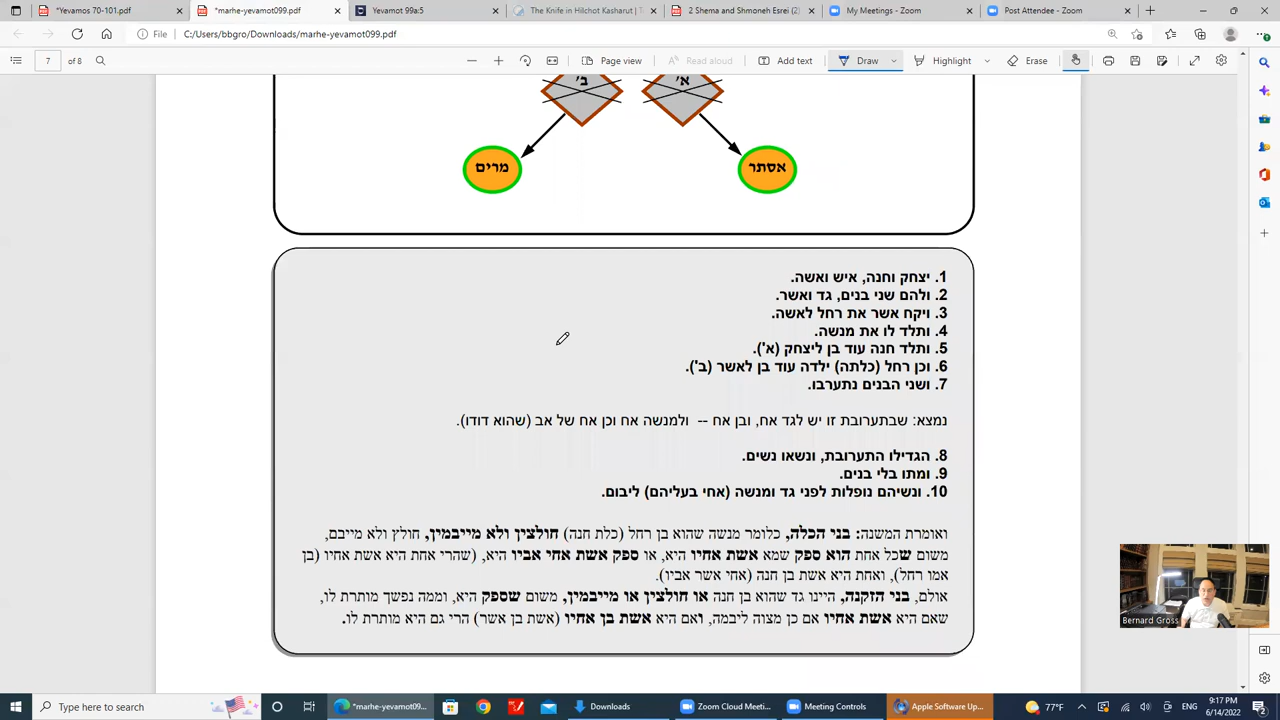 *Yevamos 70-101.pdf
*marhe-yevamot099.pdf
Yevamot 99a:5
The Knife in Hilchot Kasharut |
2 Shema and Shmoneh Esrei (2)
My Meetings - Zoom
Post Attendee - Zoom
File
C:/Users/bbgro/Downloads/marhe-yevamot099.pdf
7
of 8
Page view
Read aloud
Add text
Draw
Highlight
Erase
ב'
א'
מרים
אסתר
1. יצחק וחנה, איש ואשה.
2. ולהם שני בנים, גד ואשר.
3. ויקח אשר את רחל לאשה.
4. ותלד לו את מנשה.
5. ותלד חנה עוד בן ליצחק (א').
6. וכן רחל (כלתה) ילדה עוד בן לאשר (ב').
7. ושני הבנים נתערבו.
נמצא: שבתערובת זו יש לגד אח, ובן אח -- ולמנשה אח וכן אח של אב (שהוא דודו).
8. הגדילו התערובת, ונשאו נשים.
9. ומתו בלי בנים.
10. ונשיהם נופלות לפני גד ומנשה (אחי בעליהם) ליבום.
ואומרת המשנה: בני הכלה, כלומר מנשה שהוא בן רחל (כלת חנה) חולצין ולא מייבמין, חולץ ולא מייבם,
משום שכל אחת הוא ספק שמא אשת אחיו היא, או ספק אשת אחי אביו היא, (שהרי אחת היא אשת אחיו (בן
אמו רחל), ואחת היא אשת בן חנה (אחי אשר אביו).
אולם, בני הזקנה, היינו גד שהוא בן חנה או חולצין או מייבמין, משום שספק היא, וממה נפשך מותרת לו,
שאם היא אשת אחיו אם כן מצוה ליבמה, ואם היא אשת בן אחיו (אשת בן אשר) הרי גם היא מותרת לו.
Bernard Gross
Type here to search
*marhe-yevamot099...
Downloads
Zoom Cloud Meeti...
Meeting Controls
Apple Software Up...
77°F
ENG
9:17 PM
6/14/2022